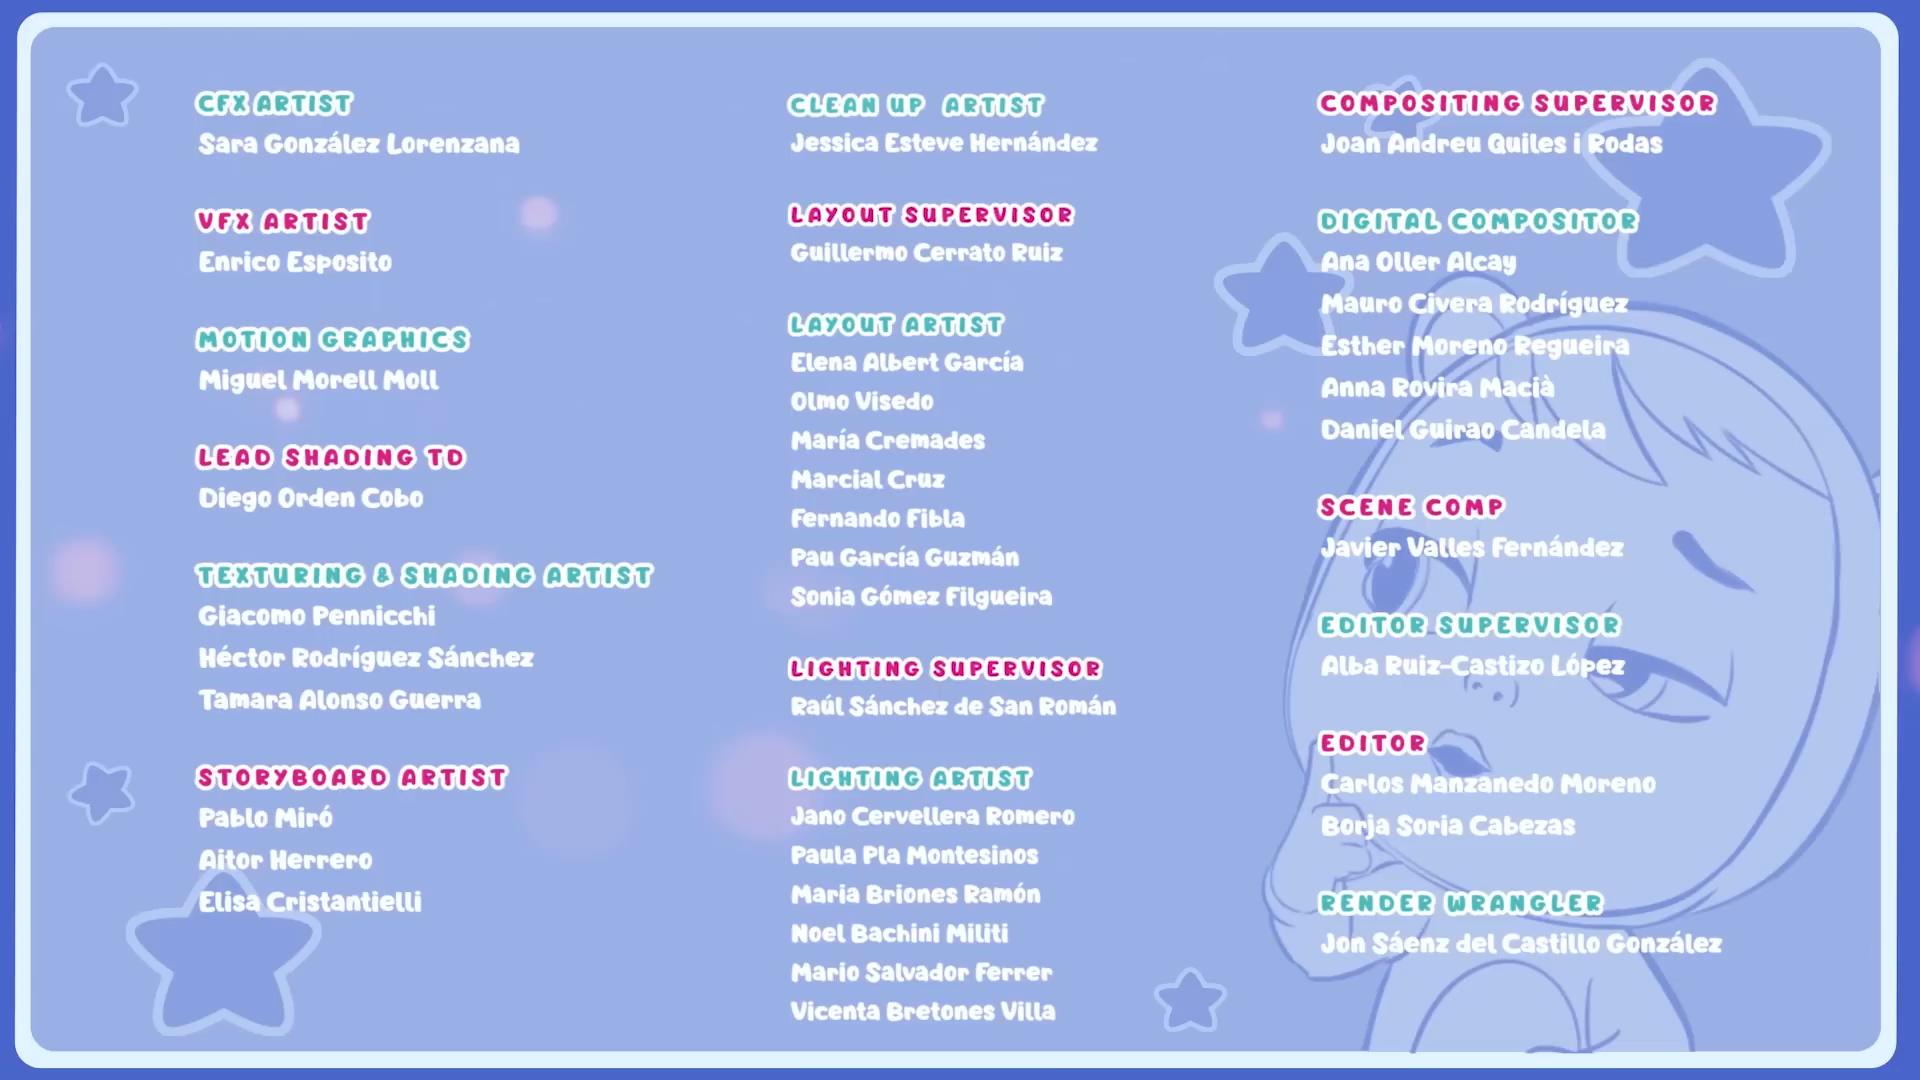 CFX ARTIST
Sara González Lorenzana
VFX ARTIST
Enrico Esposito
MOTION GRAPHICS
Miguel Morell Moll
LEAD SHADING TD
Diego Orden Cobo
TEXTURING & SHADING ARTIST
Giacomo Pennicchi
Héctor Rodríguez Sánchez
Tamara Alonso Guerra
STORYBOARD ARTIST
Pablo Miró
Aitor Herrero
Elisa Cristantielli
CLEAN UP ARTIST
Jessica Esteve Hernández
LAYOUT SUPERVISOR
Guillermo Cerrato Ruiz
LAYOUT ARTIST
Elena Albert García
Olmo Visedo
María Cremades
Marcial Cruz
Fernando Fibla
Pau García Guzmán
Sonia Gómez Filgueira
LIGHTING SUPERVISOR
Raúl Sánchez de San Román
LIGHTING ARTIST
Jano Cervellera Romero
Paula Pla Montesinos
Maria Briones Ramón
Noel Bachini Militi
Mario Salvador Ferrer
Vicenta Bretones Villa
COMPOSITING SUPERVISOR
Joan Andreu Quiles i Rodas
DIGITAL COMPOSITOR
Ana Oller Alcay
Mauro Civera Rodríguez
Esther Moreno Regueira
Anna Rovira Macià
Daniel Guirao Candela
SCENE COMP
Javier Valles Fernández
EDITOR SUPERVISOR
Alba Ruiz-Castizo López
EDITOR
Carlos Manzanedo Moreno
Borja Soria Cabezas
RENDER WRANGLER
Jon Sáenz del Castillo González